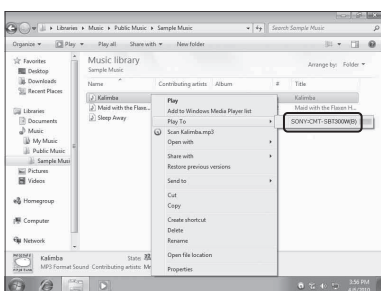 Libraries ▸ Music ▸ Public Music ▸ Sample Music
Search Sample Music
Organize Play Play all Share with New folder
Favorites
Desktop
Downloads
Recent Places
Libraries
Documents
Music
My Music
Public Music
Sample Musi
Pictures
Videos
Homegroup
Computer
Network
Music library
Sample Music
Arrange by: Folder
Name Contributing artists Album # Title
Kalimba
Maid with the Flaxe...
Sleep Away
Kalimba
Maid with the Flaxen H...
Play
Add to Windows Media Player list
Play To
Scan Kalimba.mp3
Open with
Share with
Restore previous versions
Send to
Cut
Copy
Create shortcut
Delete
Rename
Open file location
Properties
SONY:CMT-SBT300W(B)
Kalimba
MP3 Format Sound
State:
Contributing artists: Mr
3:56 PM